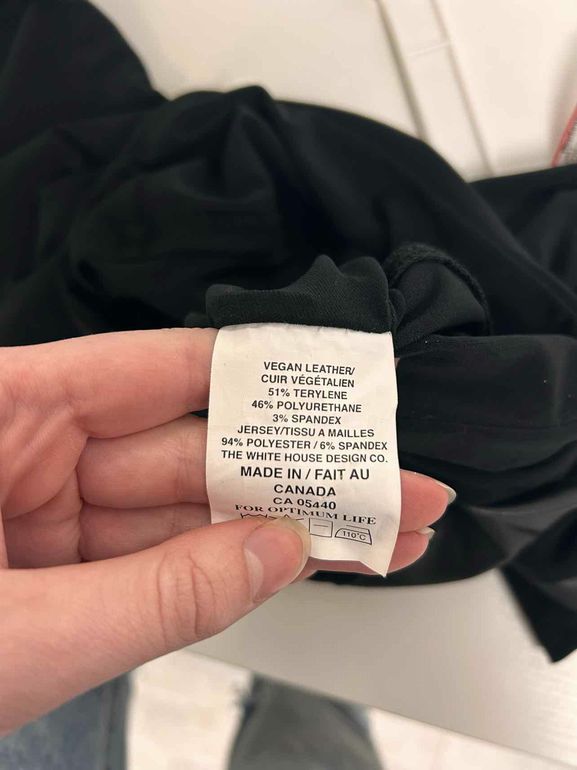 VEGAN LEATHER/
CUIR VÉGÉTALIEN
51% TERYLENE
46% POLYURETHANE
3% SPANDEX
JERSEY/TISSU A MAILLES
94% POLYESTER / 6% SPANDEX
THE WHITE HOUSE DESIGN CO.
MADE IN / FAIT AU
CANADA
CA 05440
FOR OPTIMUM LIFE
110°C